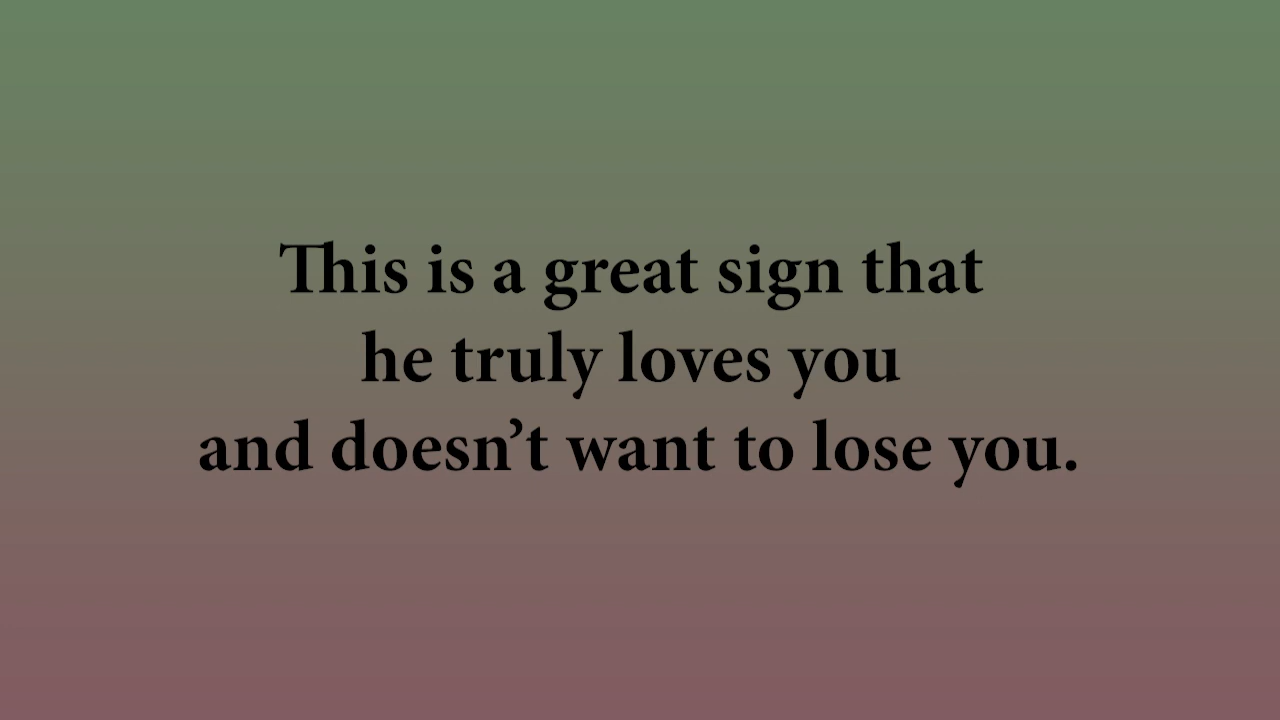 This is a great sign that
he truly loves you
and doesn’t want to lose you.